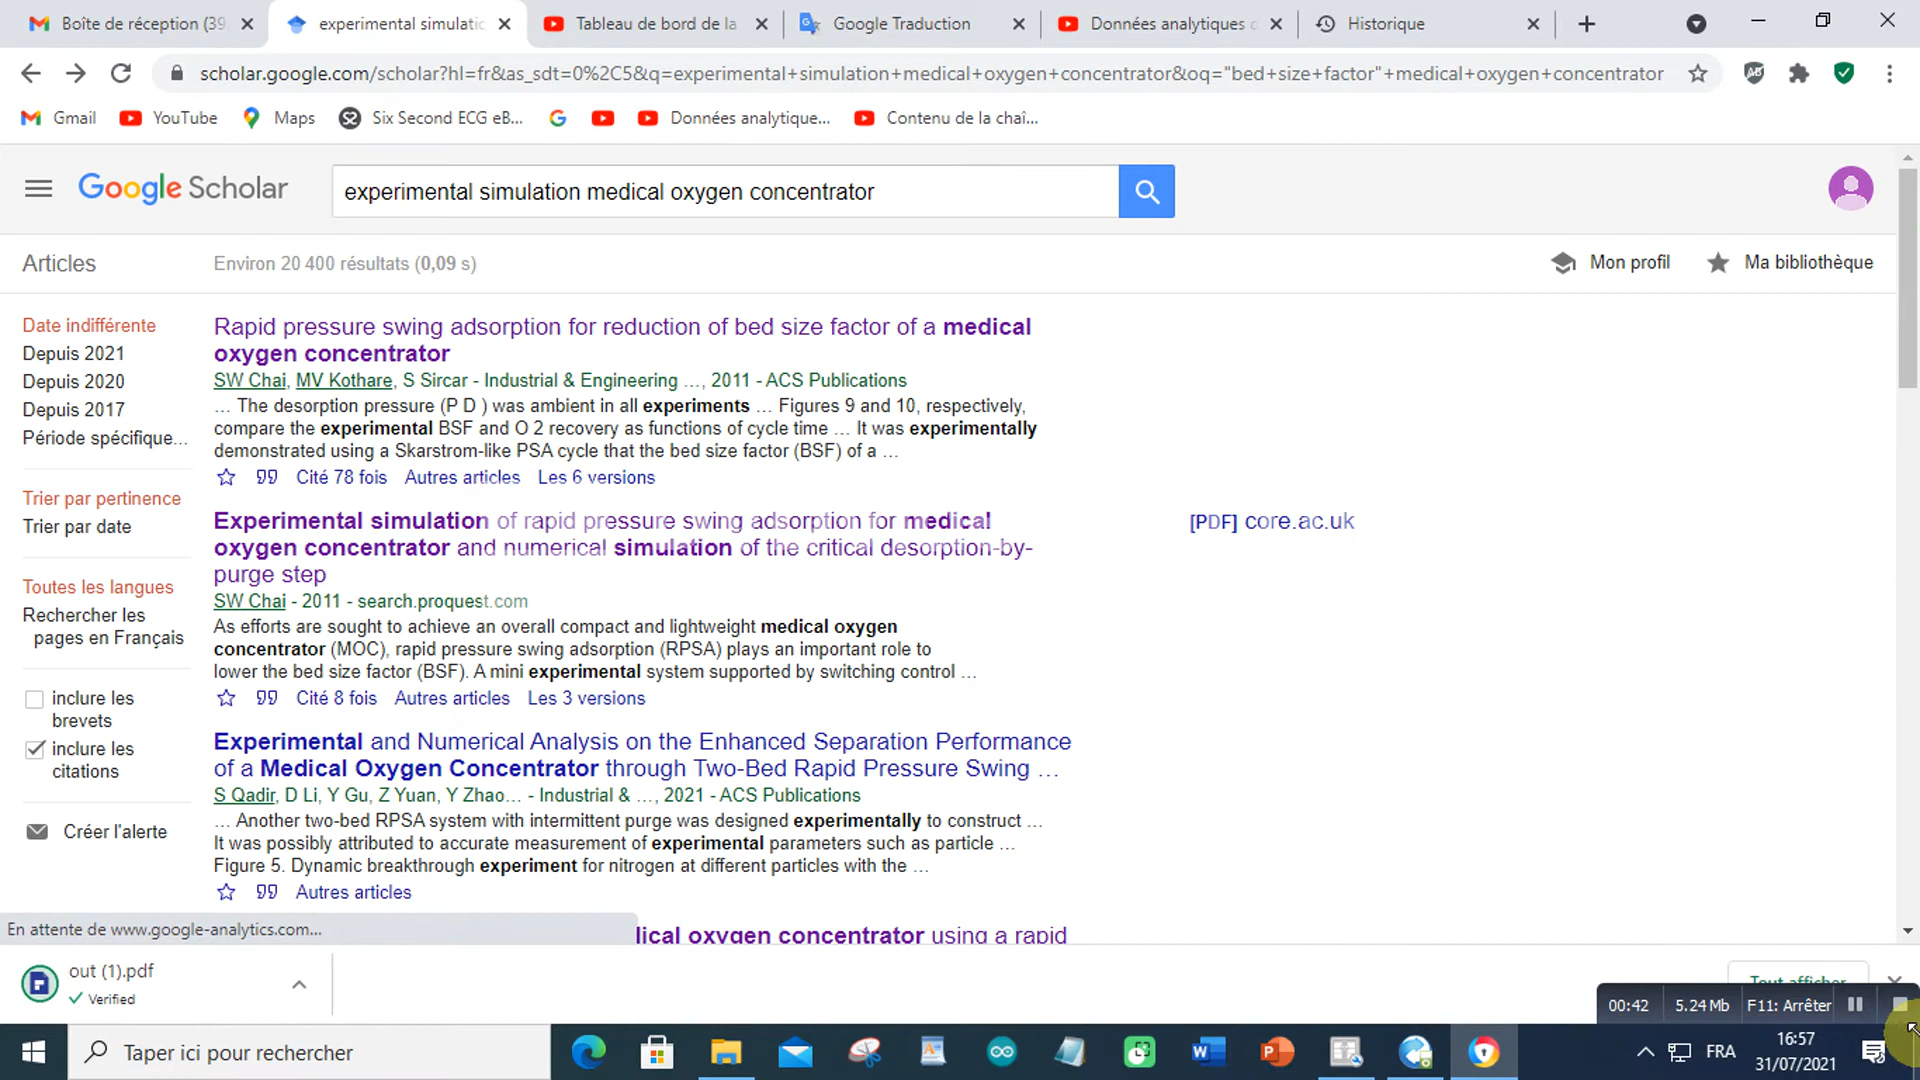 Boîte de réception (39
experimental simulatio
Tableau de bord de la
Google Traduction
Données analytiques
Historique
scholar.google.com/scholar?hl=fr&as_sdt=0%2C5&q=experimental+simulation+medical+oxygen+concentrator&oq="bed+size+factor"+medical+oxygen+concentrator
Gmail
YouTube
Maps
Six Second ECG eB...
Données analytique...
Contenu de la chaî...
Google Scholar
experimental simulation medical oxygen concentrator
Articles
Environ 20 400 résultats (0,09 s)
Mon profil
Ma bibliothèque
Date indifférente
Depuis 2021
Depuis 2020
Depuis 2017
Période spécifique...
Trier par pertinence
Trier par date
Toutes les langues
Rechercher les
pages en Français
inclure les
brevets
inclure les
citations
Créer l'alerte
Rapid pressure swing adsorption for reduction of bed size factor of a medical
oxygen concentrator
SW Chai, MV Kothare, S Sircar - Industrial & Engineering …, 2011 - ACS Publications
… The desorption pressure (P D ) was ambient in all experiments … Figures 9 and 10, respectively,
compare the experimental BSF and O 2 recovery as functions of cycle time … It was experimentally
demonstrated using a Skarstrom-like PSA cycle that the bed size factor (BSF) of a …
Cité 78 fois Autres articles Les 6 versions
Experimental simulation of rapid pressure swing adsorption for medical
oxygen concentrator and numerical simulation of the critical desorption-by-
purge step
[PDF] core.ac.uk
SW Chai - 2011 - search.proquest.com
As efforts are sought to achieve an overall compact and lightweight medical oxygen
concentrator (MOC), rapid pressure swing adsorption (RPSA) plays an important role to
lower the bed size factor (BSF). A mini experimental system supported by switching control …
Cité 8 fois Autres articles Les 3 versions
Experimental and Numerical Analysis on the Enhanced Separation Performance
of a Medical Oxygen Concentrator through Two-Bed Rapid Pressure Swing …
S Qadir, D Li, Y Gu, Z Yuan, Y Zhao… - Industrial & …, 2021 - ACS Publications
… Another two-bed RPSA system with intermittent purge was designed experimentally to construct …
It was possibly attributed to accurate measurement of experimental parameters such as particle …
Figure 5. Dynamic breakthrough experiment for nitrogen at different particles with the …
Autres articles
dical oxygen concentrator using a rapid
En attente de www.google-analytics.com...
out (1).pdf
Verified
Tout afficher
00:42 5.24 Mb F11: Arrêter
Taper ici pour rechercher
FRA
16:57
31/07/2021